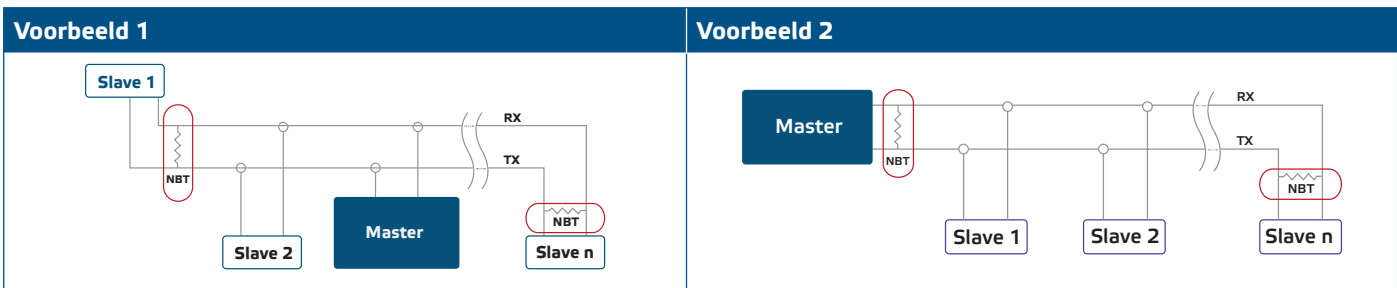 Voorbeeld 1
Slave 1
RX
TX
NBT
NBT
Master
Slave 2
Slave n
Voorbeeld 2
Master
RX
TX
NBT
NBT
Slave 1
Slave 2
Slave n